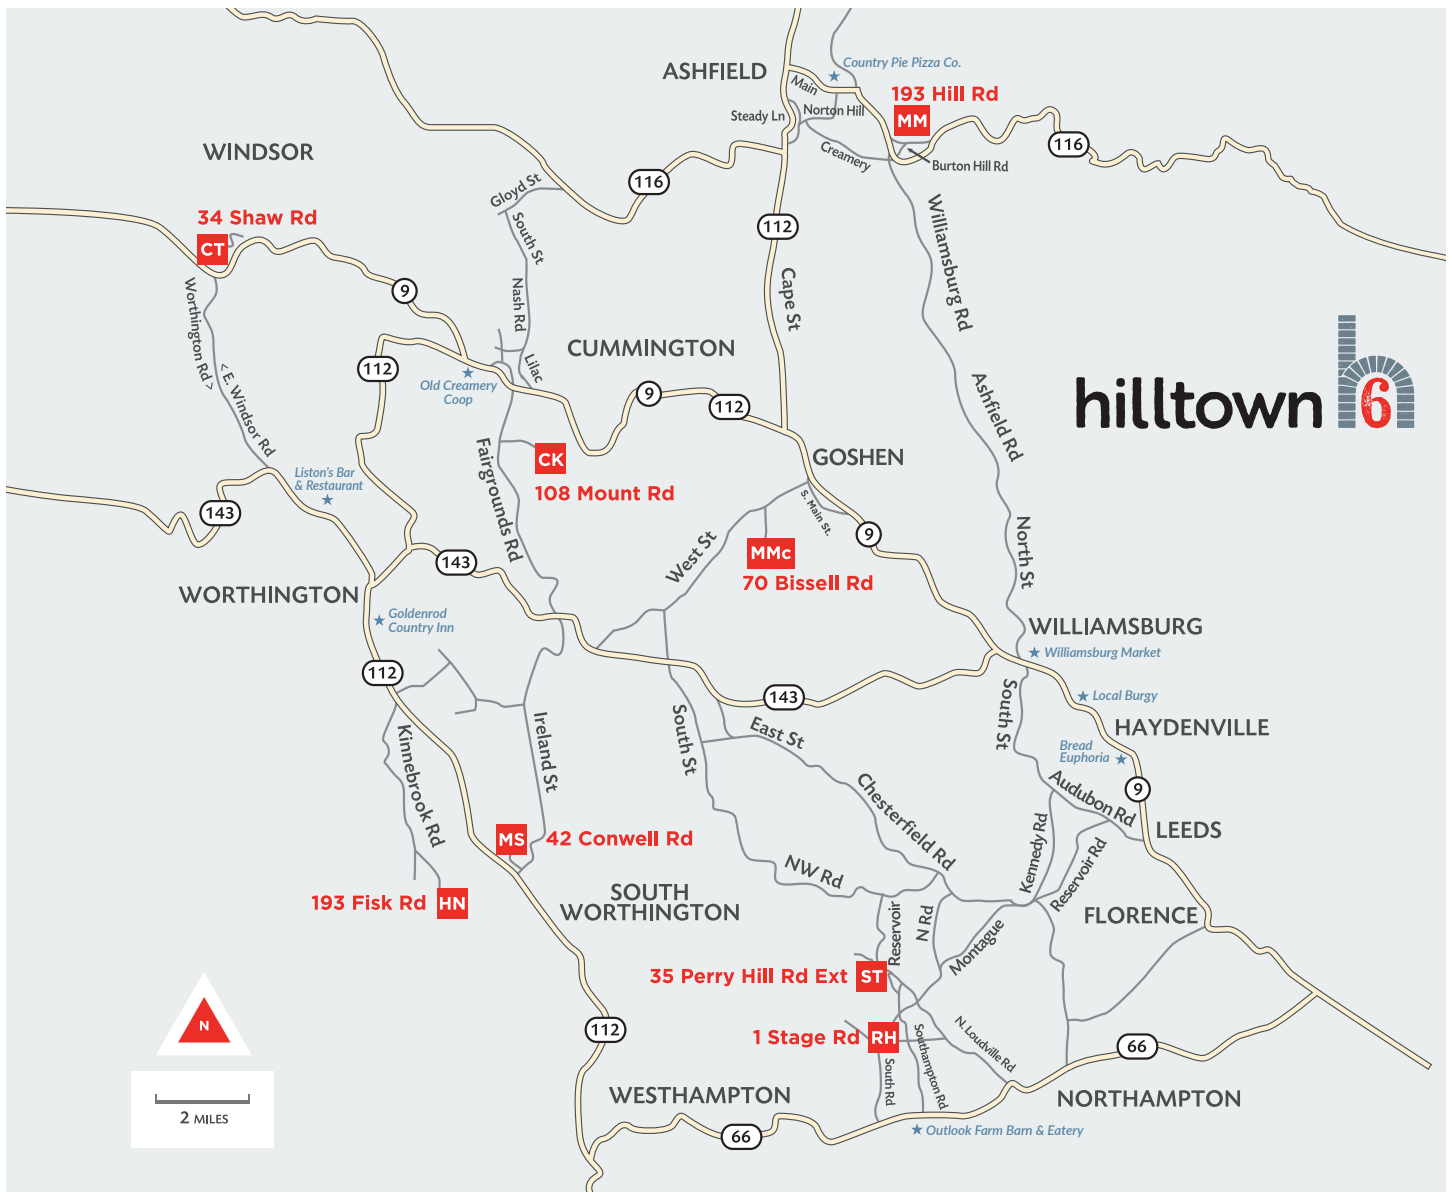 ASHFIELD
Country Pie Pizza Co.
Main
193 Hill Rd
MM
Norton Hill
Steady Ln
Creamery
Burton Hill Rd
116
WINDSOR
116
Gloyd St
34 Shaw Rd
CT
South St
112
Williamsburg Rd
Worthington Rd >
9
Nash Rd
Cape St
CUMMINGTON
112
Lilac
< E. Windsor Rd
Old Creamery
Coop
9
112
Ashfield Rd
hilltown
h
6
GOSHEN
CK
108 Mount Rd
Fairgrounds Rd
Liston's Bar
& Restaurant
143
S. Main St.
9
North St
143
West St
MMc
70 Bissell Rd
WORTHINGTON
Goldenrod
Country Inn
WILLIAMSBURG
Williamsburg Market
112
143
South St
Local Burgy
HAYDENVILLE
Kinnebrook Rd
Ireland St
South St
East St
Bread
Euphoria
9
Audubon Rd
Chesterfield Rd
LEEDS
MS
42 Conwell Rd
Kennedy Rd
Reservoir Rd
NW Rd
193 Fisk Rd
HN
SOUTH
WORTHINGTON
Reservoir
N Rd
Montague
FLORENCE
35 Perry Hill Rd Ext
ST
N
112
1 Stage Rd
RH
N. Loudville Rd
Southampton Rd
South Rd
66
2 MILES
WESTHAMPTON
NORTHAMPTON
66
Outlook Farm Barn & Eatery